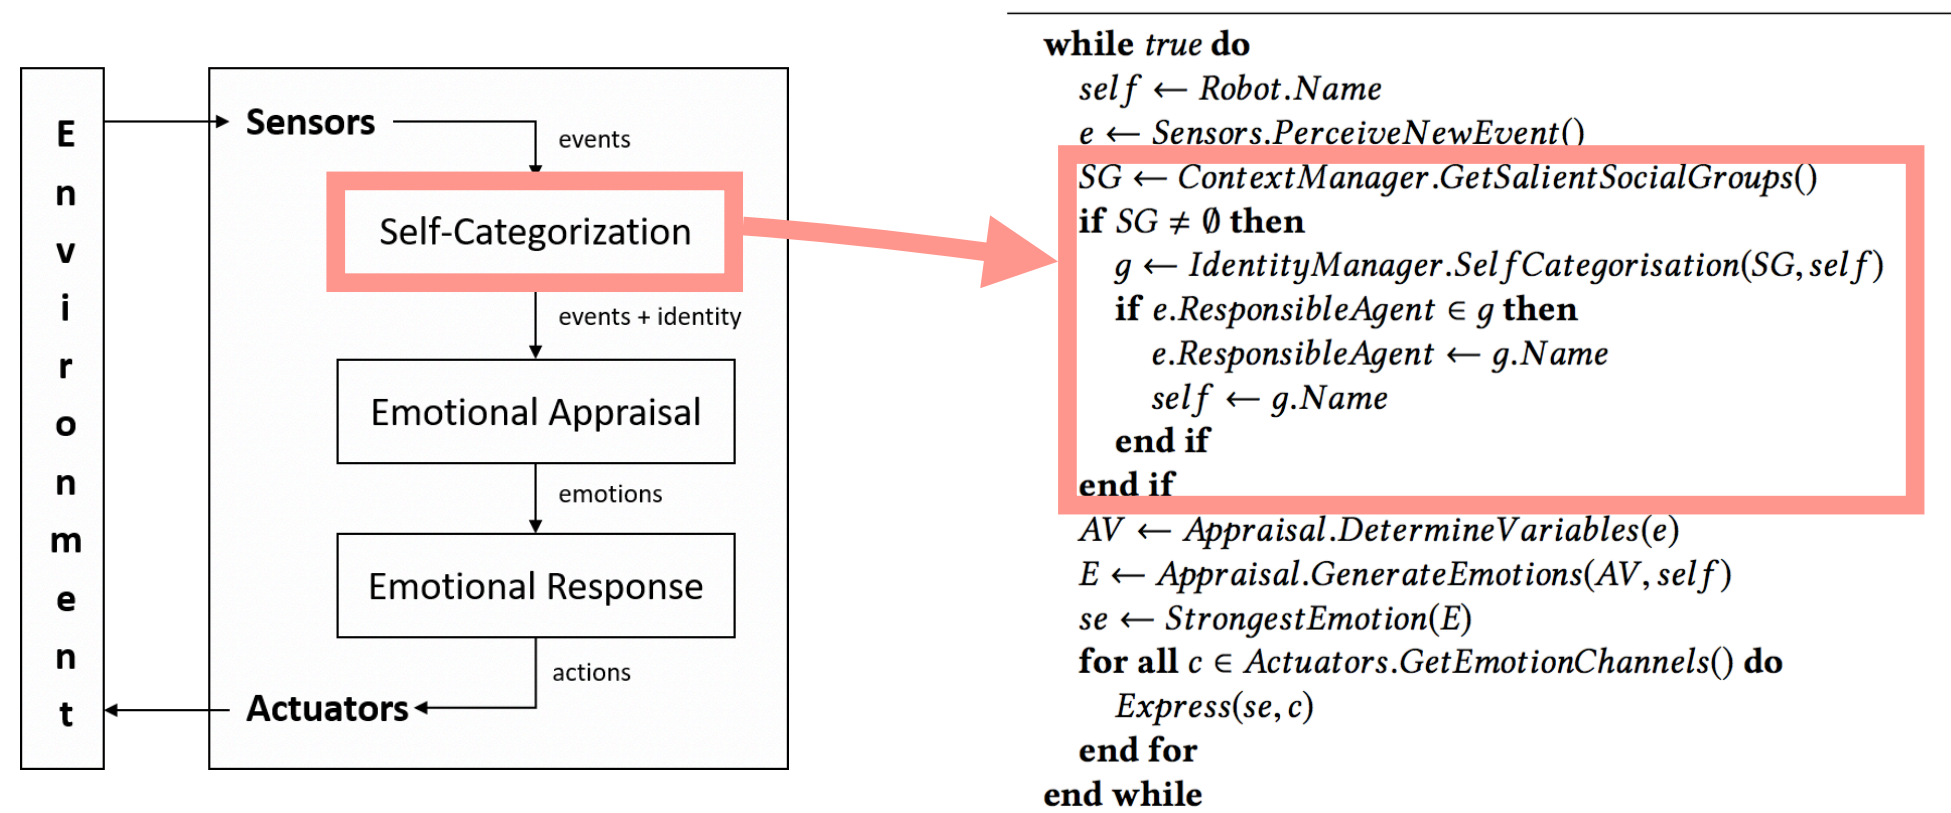 Environment
Sensors
events
Self-Categorization
events + identity
Emotional Appraisal
emotions
Emotional Response
actions
Actuators
while true do
self ← Robot.Name
e ← Sensors.PerceiveNewEvent()
SG ← ContextManager.GetSalientSocialGroups()
if SG ≠ ∅ then
g ← IdentityManager.SelfCategorisation(SG, self)
if e.ResponsibleAgent ∈ g then
e.ResponsibleAgent ← g.Name
self ← g.Name
end if
end if
AV ← Appraisal.DetermineVariables(e)
E ← Appraisal.GenerateEmotions(AV, self)
se ← StrongestEmotion(E)
for all c ∈ Actuators.GetEmotionChannels() do
Express(se, c)
end for
end while